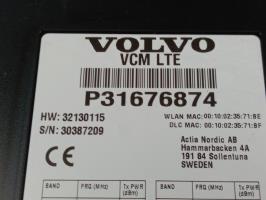 VOLVO
VCM LTE
P31676874
HW: 32130115
WLAN MAC: 00:10:02:35:71:BE
S/N: 30387209
DLC MAC: 00:10:02:35:71:BF
Actia Nordic AB
Hammarbacken 4A
191 84 Sollentuna
SWEDEN
CE
BAND FRQ.(MHz) Tx PWR (dBm) BAND FRQ.(MHz) Tx PWR (dBm)